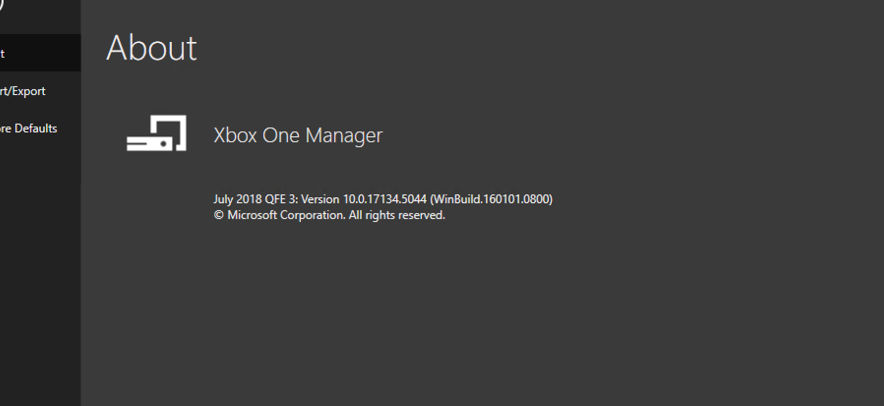 About
t
rt/Export
re Defaults
Xbox One Manager
July 2018 QFE 3: Version 10.0.17134.5044 (WinBuild.160101.0800)
© Microsoft Corporation. All rights reserved.